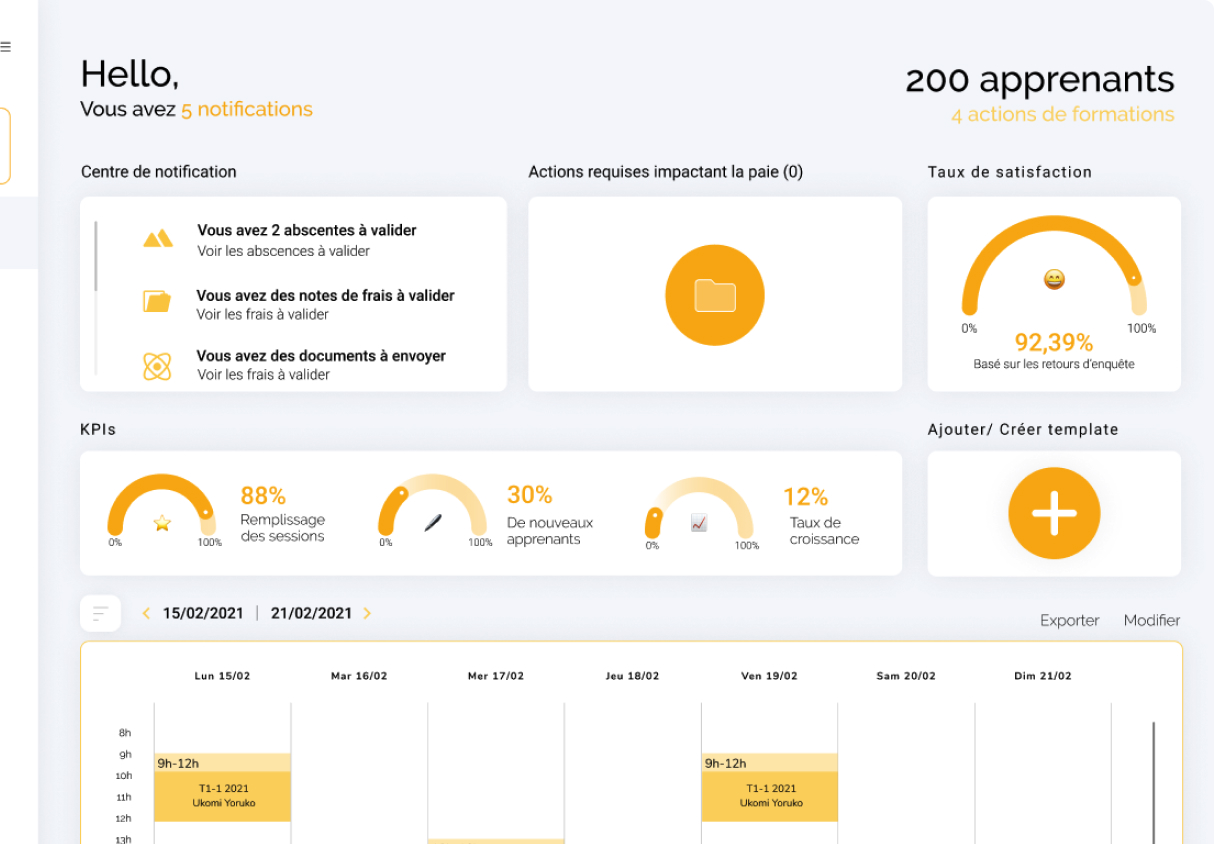 Hello,
Vous avez 5 notifications
200 apprenants
4 actions de formations
Centre de notification
Vous avez 2 abscentes à valider
Voir les abscences à valider
Vous avez des notes de frais à valider
Voir les frais à valider
Vous avez des documents à envoyer
Voir les frais à valider
Actions requises impactant la paie (0)
Taux de satisfaction
0% 100%
92,39%
Basé sur les retours d'enquête
KPIs
0% 100%
88%
Remplissage
des sessions
0% 100%
30%
De nouveaux
apprenants
0% 100%
12%
Taux de
croissance
Ajouter/ Créer template
15/02/2021 | 21/02/2021
Exporter Modifier
Lun 15/02 Mar 16/02 Mer 17/02 Jeu 18/02 Ven 19/02 Sam 20/02 Dim 21/02
8h
9h
10h
11h
12h
13h
9h-12h
T1-1 2021
Ukomi Yoruko
9h-12h
T1-1 2021
Ukomi Yoruko